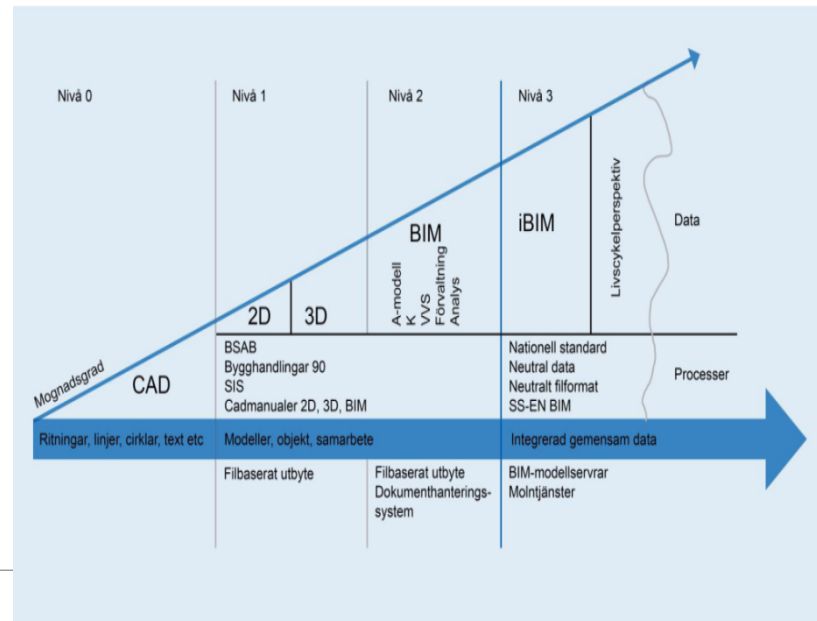 Nivå 0
Nivå 1
Nivå 2
Nivå 3
Mognadsgrad
CAD
2D
3D
BIM
A-modell
K
VVS
Förvaltning
Analys
iBIM
Livscykelperspektiv
Data
BSAB
Bygghandlingar 90
SIS
Cadmanualer 2D, 3D, BIM
Nationell standard
Neutral data
Neutralt filformat
SS-EN BIM
Processer
Ritningar, linjer, cirklar, text etc
Modeller, objekt, samarbete
Integrerad gemensam data
Filbaserat utbyte
Filbaserat utbyte
Dokumenthanterings-
system
BIM-modellservrar
Molntjänster